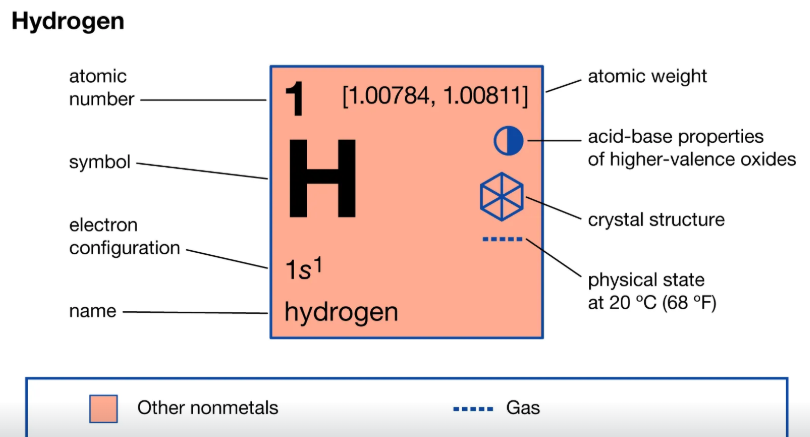 Hydrogen
atomic
number
1
[1.00784, 1.00811]
atomic weight
symbol
H
acid-base properties
of higher-valence oxides
crystal structure
electron
configuration
1s¹
physical state
at 20 ºC (68 ºF)
name
hydrogen
Other nonmetals
Gas